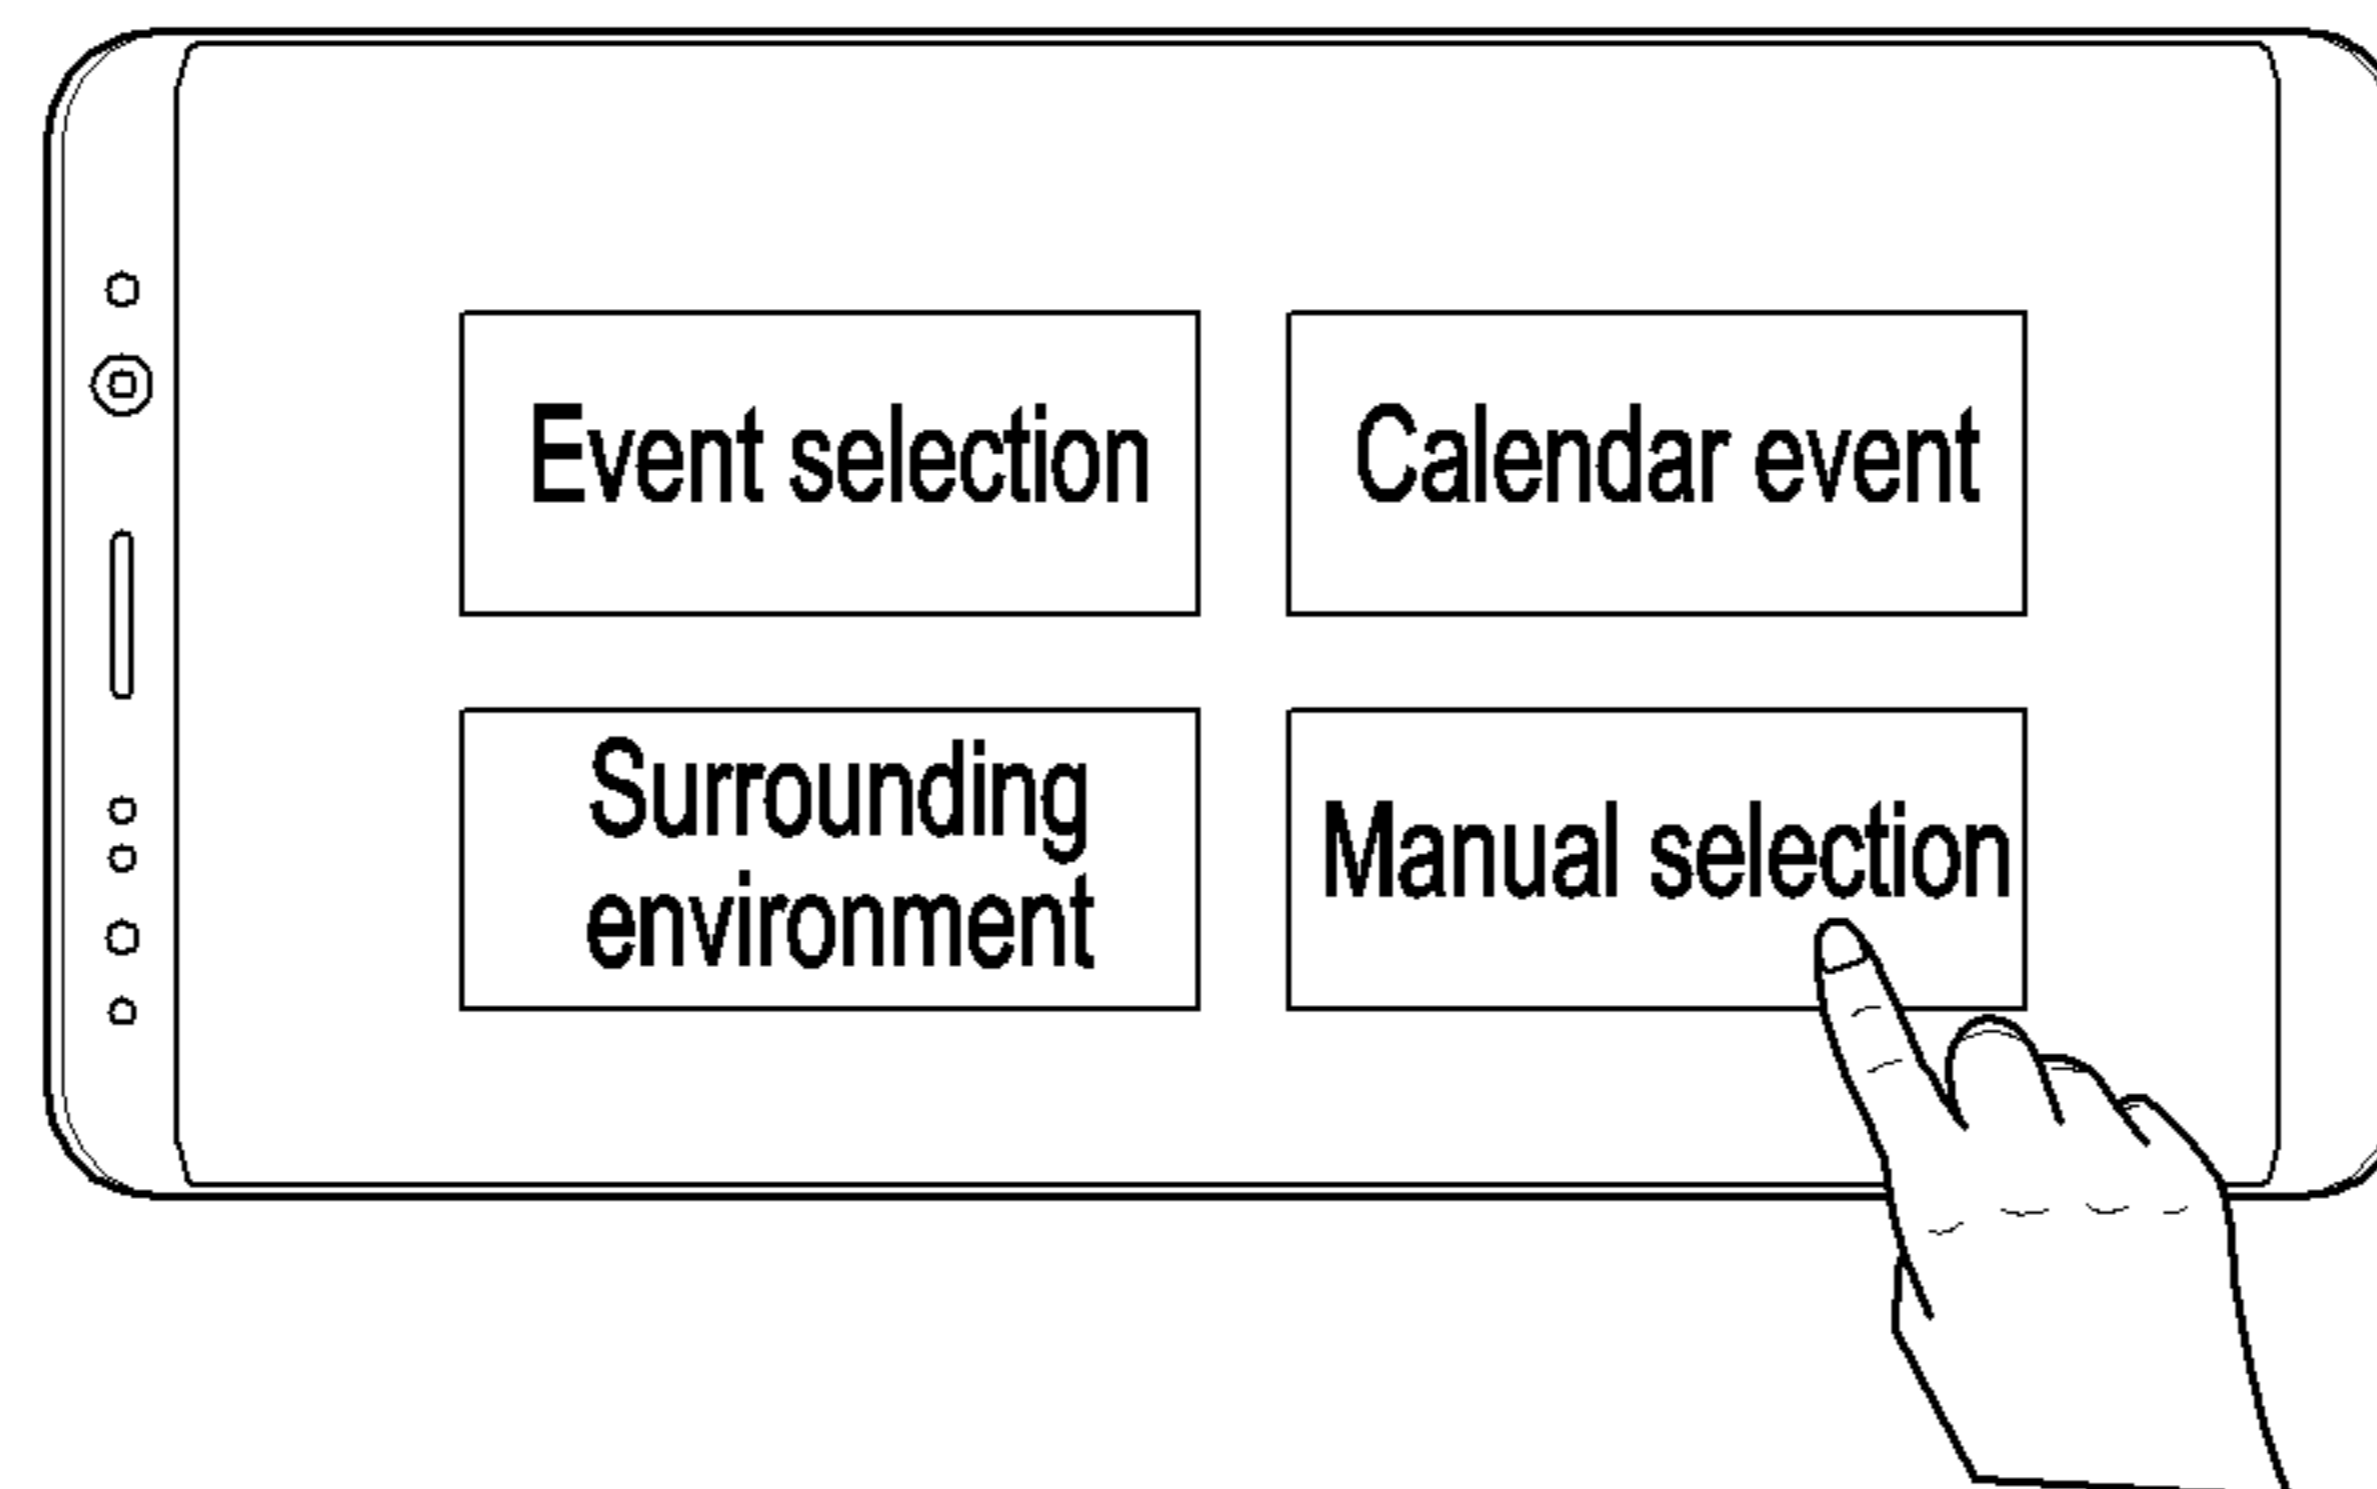 Event selection
Calendar event
Surrounding
environment
Manual selection